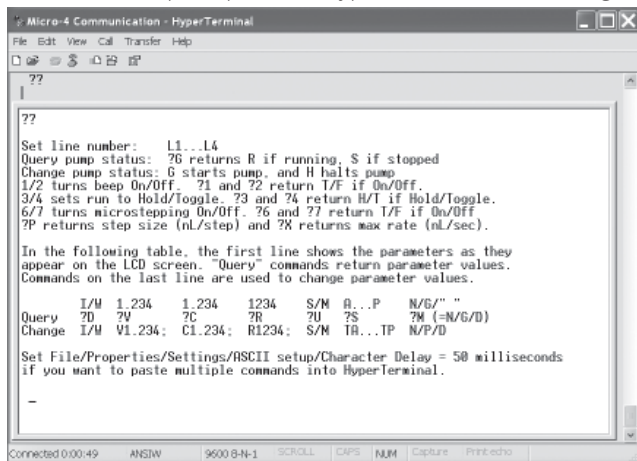 Micro-4 Communication - HyperTerminal
File Edit View Call Transfer Help
??
??
Set line number: L1...L4
Query pump status: ?G returns R if running, S if stopped
Change pump status: G starts pump, and H halts pump
1/2 turns beep On/Off. ?1 and ?2 return T/F if On/Off.
3/4 sets run to Hold/Toggle. ?3 and ?4 return H/T if Hold/Toggle.
6/7 turns microstepping On/Off. ?6 and ?7 return T/F if On/Off
?P returns step size (nL/step) and ?X returns max rate (nL/sec).
In the following table, the first line shows the parameters as they
appear on the LCD screen. "Query" commands return parameter values.
Commands on the last line are used to change parameter values.
I/W 1.234 1.234 1234 S/M A...P N/G/" "
Query ?D ?V ?C ?R ?U ?S ?M (=N/G/D)
Change I/W V1.234; C1.234; R1234; S/M TA...TP N/P/D
Set File/Properties/Settings/ASCII setup/Character Delay = 50 milliseconds
if you want to paste multiple commands into HyperTerminal.
Connected 0:00:49 ANSIW 9600 8-N-1 SCROLL CAPS NUM Capture Print echo